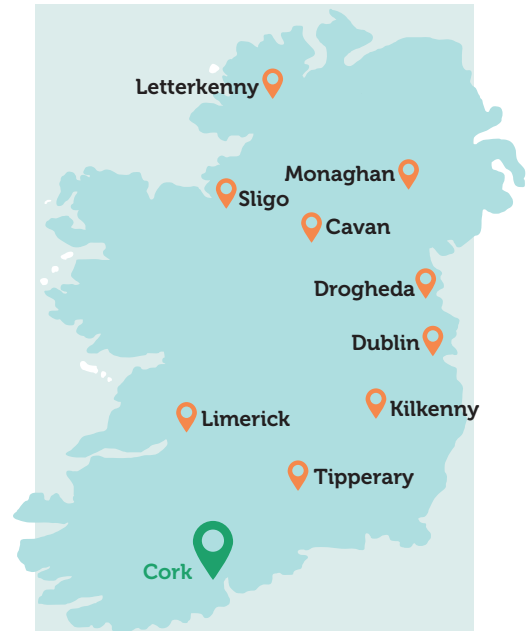 Letterkenny
Monaghan
Sligo
Cavan
Drogheda
Dublin
Kilkenny
Limerick
Tipperary
Cork